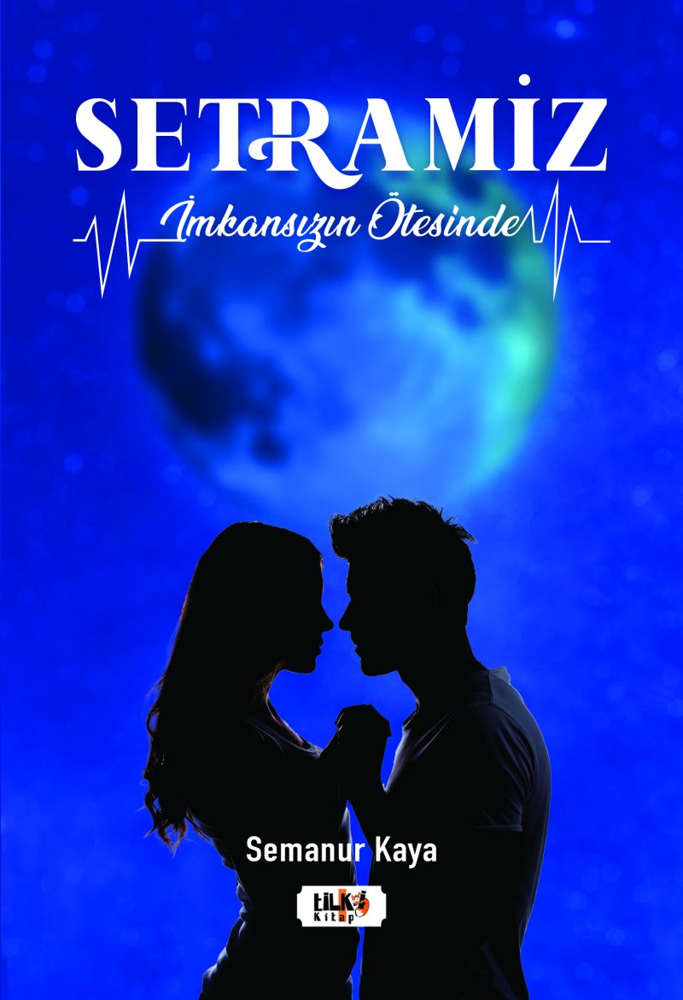 SETRAMİZ
İmkansızın Ötesinde
Semanur Kaya
tiLKi
Kitap